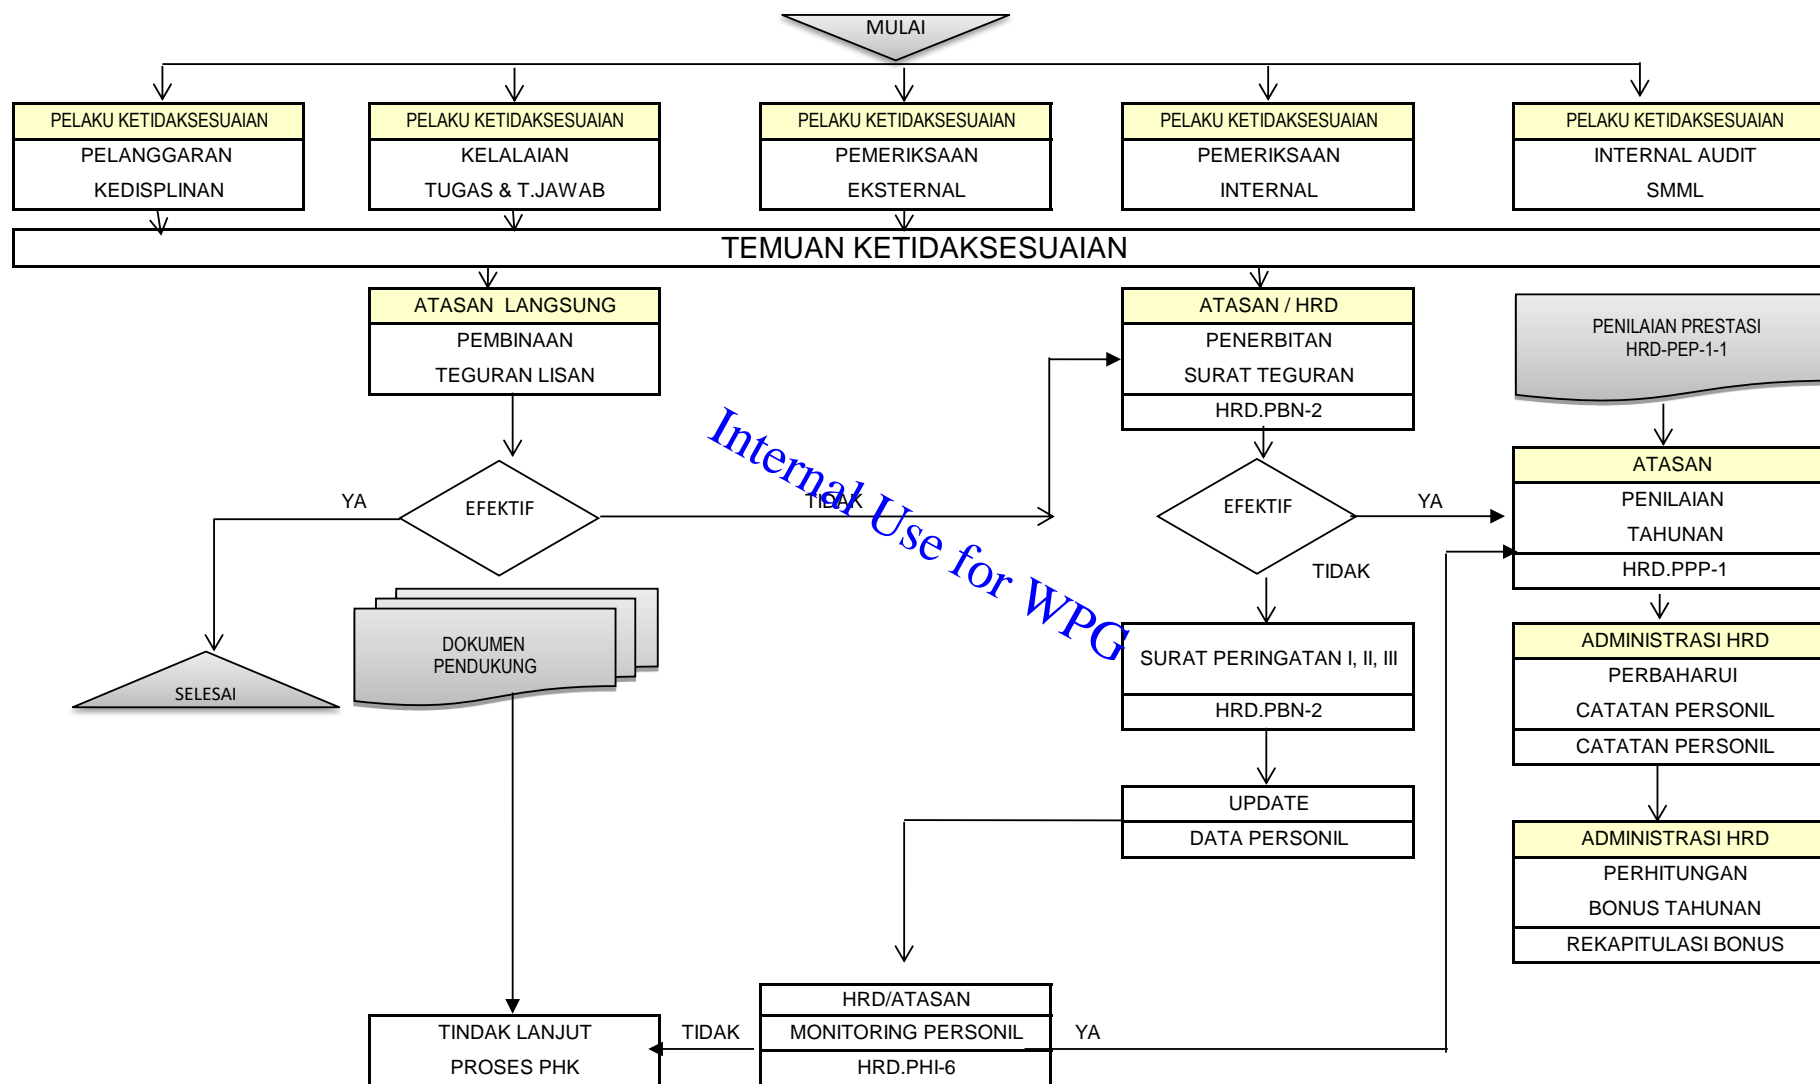 MULAI
PELAKU KETIDAKSESUAIAN
PELANGGARAN
KEDISPLINAN
PELAKU KETIDAKSESUAIAN
KELALAIAN
TUGAS & T.JAWAB
PELAKU KETIDAKSESUAIAN
PEMERIKSAAN
EKSTERNAL
PELAKU KETIDAKSESUAIAN
PEMERIKSAAN
INTERNAL
PELAKU KETIDAKSESUAIAN
INTERNAL AUDIT
SMML
TEMUAN KETIDAKSESUAIAN
ATASAN LANGSUNG
PEMBINAAN
TEGURAN LISAN
ATASAN / HRD
PENERBITAN
SURAT TEGURAN
HRD.PBN-2
PENILAIAN PRESTASI
HRD-PEP-1-1
YA
EFEKTIF
TIDAK
EFEKTIF
YA
TIDAK
ATASAN
PENILAIAN
TAHUNAN
HRD.PPP-1
Internal Use for WPG
SELESAI
DOKUMEN
PENDUKUNG
SURAT PERINGATAN I, II, III
HRD.PBN-2
ADMINISTRASI HRD
PERBAHARUI
CATATAN PERSONIL
CATATAN PERSONIL
UPDATE
DATA PERSONIL
ADMINISTRASI HRD
PERHITUNGAN
BONUS TAHUNAN
REKAPITULASI BONUS
TINDAK LANJUT
PROSES PHK
TIDAK
HRD/ATASAN
MONITORING PERSONIL
HRD.PHI-6
YA